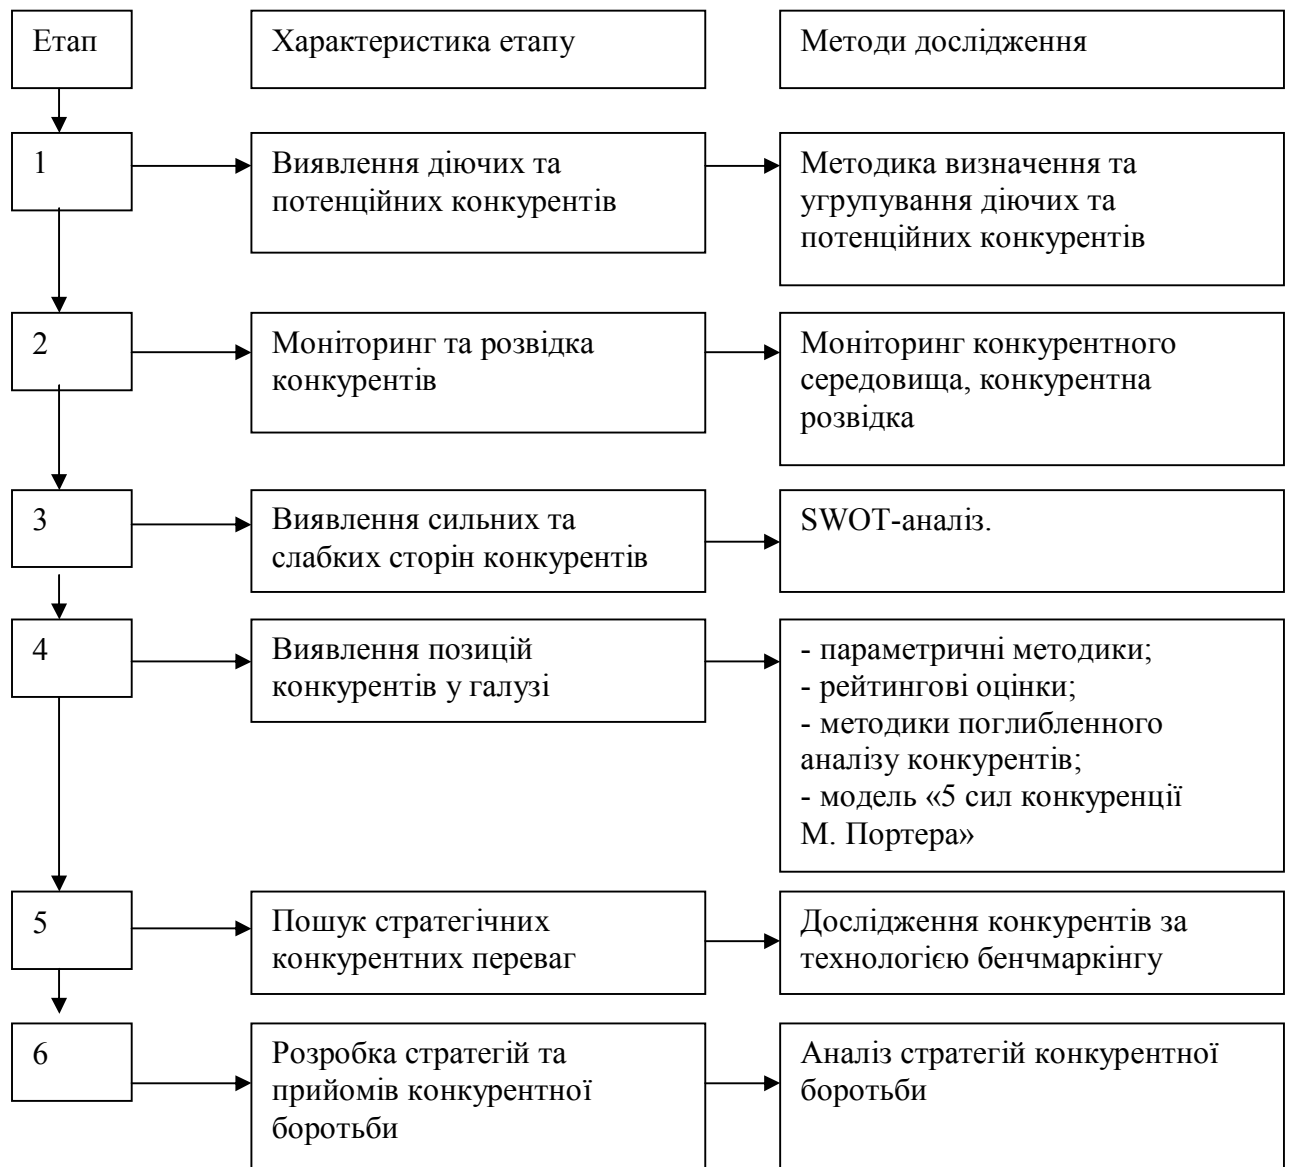 Етап
Характеристика етапу
Методи дослідження
1
Виявлення діючих та
потенційних конкурентів
Методика визначення та
угрупування діючих та
потенційних конкурентів
2
Моніторинг та розвідка
конкурентів
Моніторинг конкурентного
середовища, конкурентна
розвідка
3
Виявлення сильних та
слабких сторін конкурентів
SWOT-аналіз.
4
Виявлення позицій
конкурентів у галузі
- параметричні методики;
- рейтингові оцінки;
- методики поглибленного
аналізу конкурентів;
- модель «5 сил конкуренції
М. Портера»
5
Пошук стратегічних
конкурентних переваг
Дослідження конкурентів за
технологією бенчмаркінгу
6
Розробка стратегій та
прийомів конкурентної
боротьби
Аналіз стратегій конкурентної
боротьби